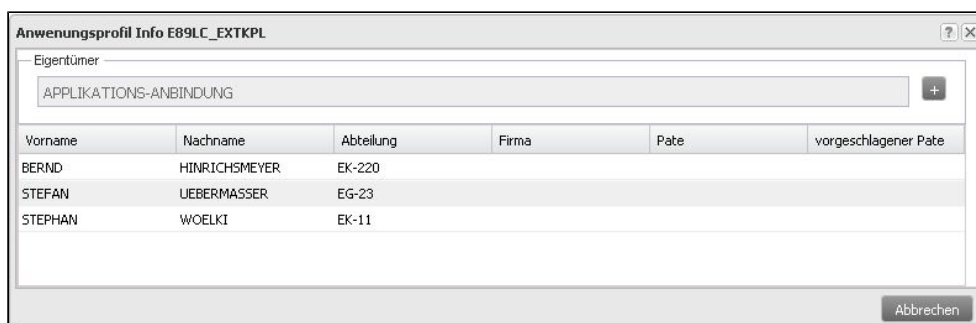 Anwenungsprofil Info E89LC_EXTKPL ? X
Eigentümer
APPLIKATIONS-ANBINDUNG +
Vorname Nachname Abteilung Firma Pate vorgeschlagener Pate
BERND HINRICHSMEYER EK-220
STEFAN UEBERMASSER EG-23
STEPHAN WOELKI EK-11
Abbrechen